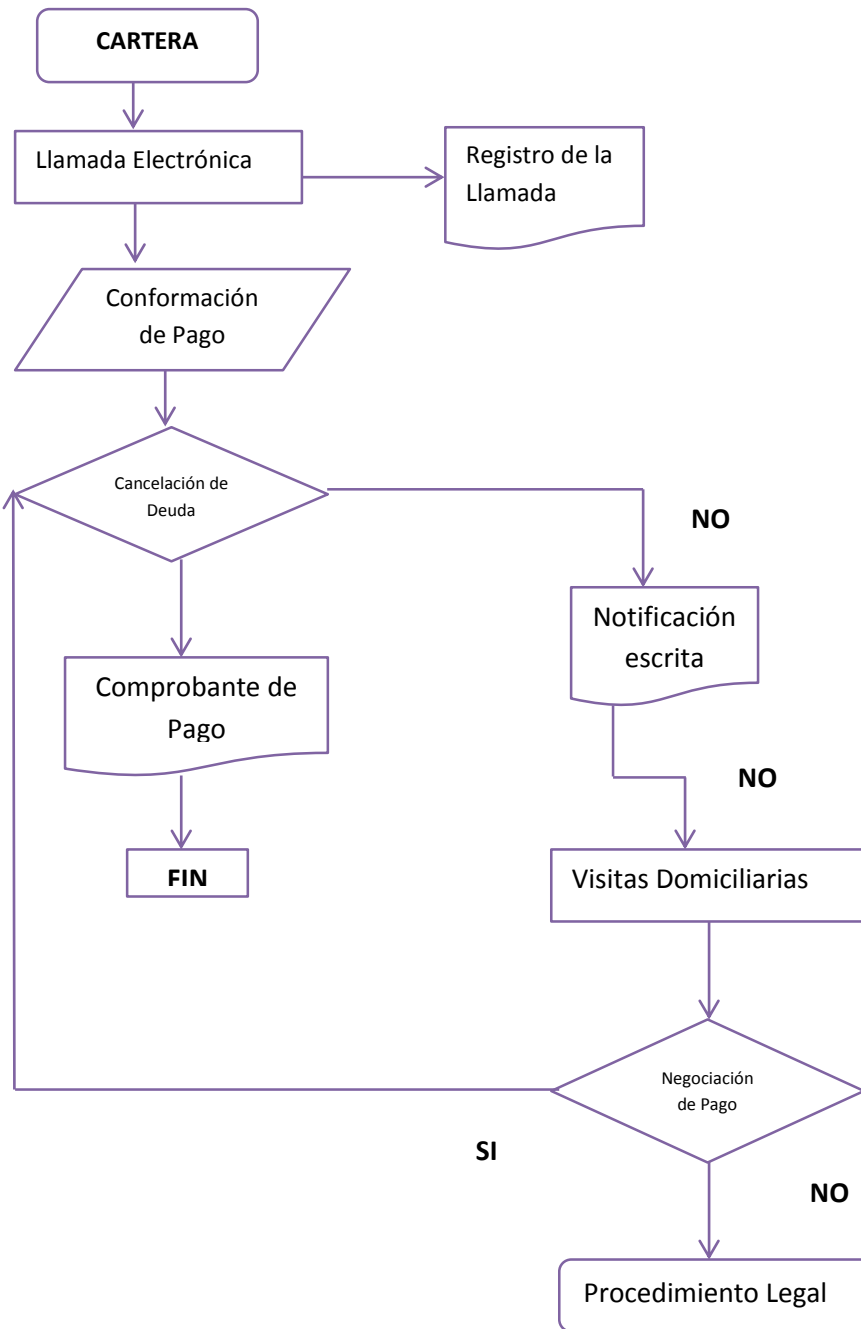 CARTERA
Llamada Electrónica
Registro de la
Llamada
Conformación
de Pago
Cancelación de
Deuda
NO
Notificación
escrita
Comprobante de
Pago
NO
FIN
Visitas Domiciliarias
Negociación
de Pago
SI
NO
Procedimiento Legal